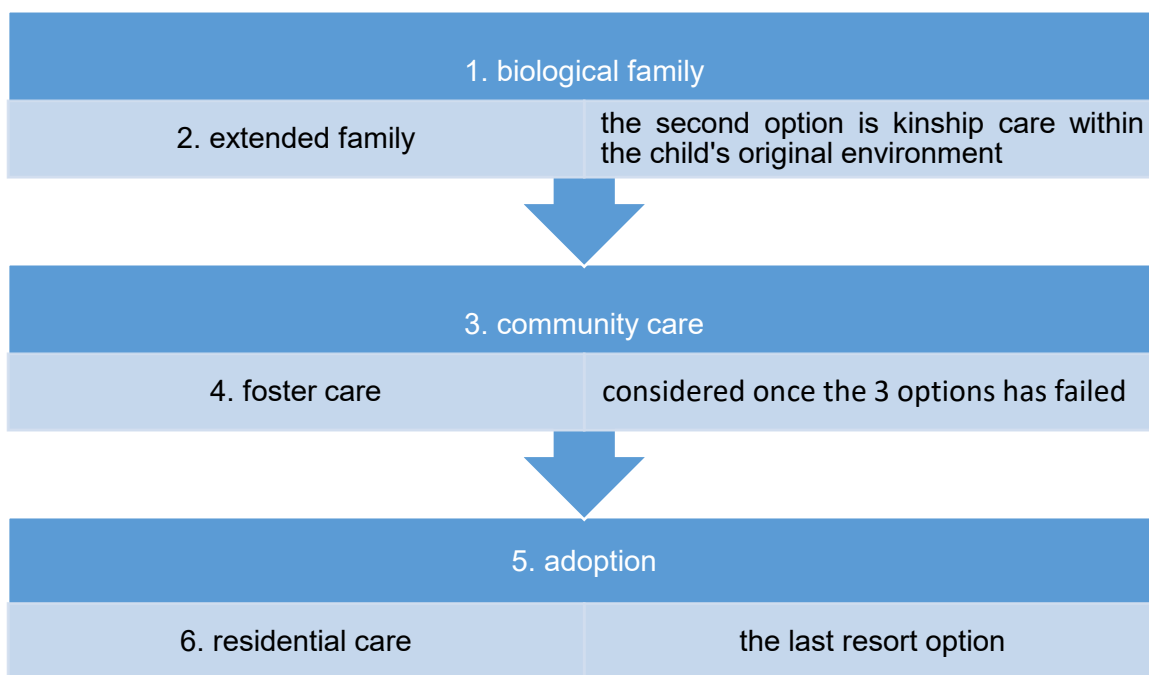 1. biological family
2. extended family
the second option is kinship care within
the child's original environment
3. community care
4. foster care
considered once the 3 options has failed
5. adoption
6. residential care
the last resort option